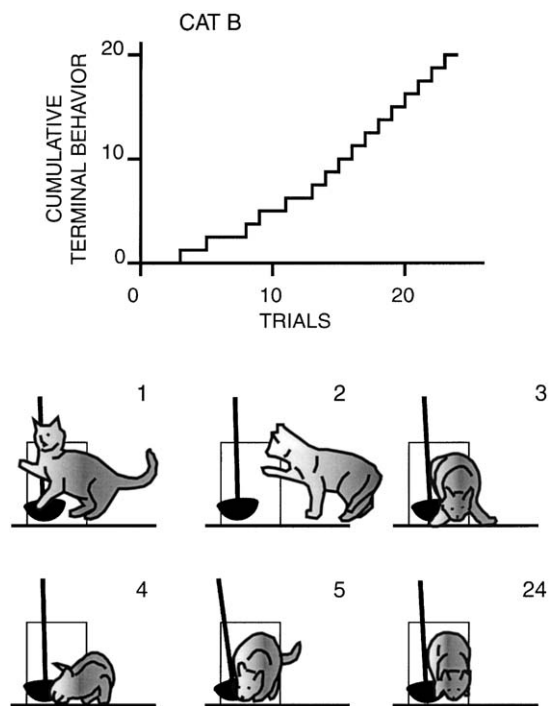 CAT B
CUMULATIVE
TERMINAL BEHAVIOR
20
10
0
0 10 20
TRIALS
1 2 3
4 5 24